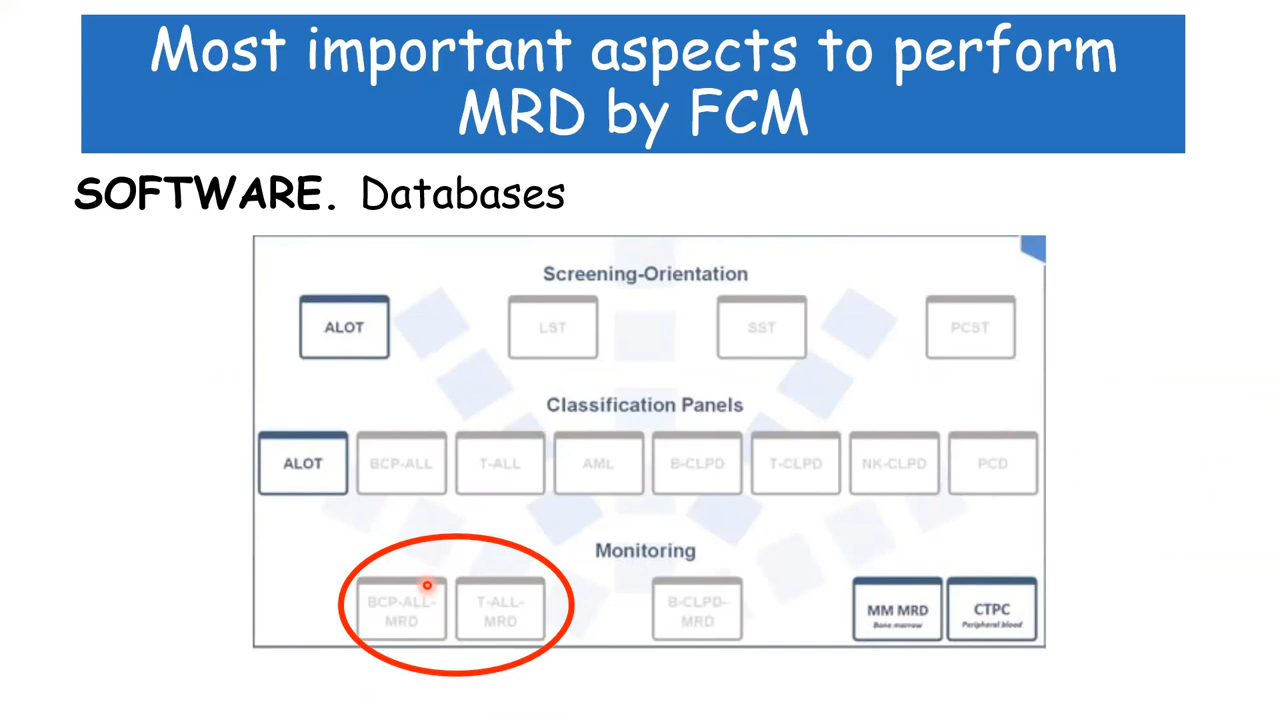 Most important aspects to perform
MRD by FCM
SOFTWARE. Databases
Screening-Orientation
ALOT LST SST PCST
Classification Panels
ALOT BCP-ALL T-ALL AML B-CLPD T-CLPD NK-CLPD PCD
Monitoring
BCP-ALL-
MRD
T-ALL-
MRD
B-CLPD-
MRD
MM MRD
Bone marrow
CTPC
Peripheral blood